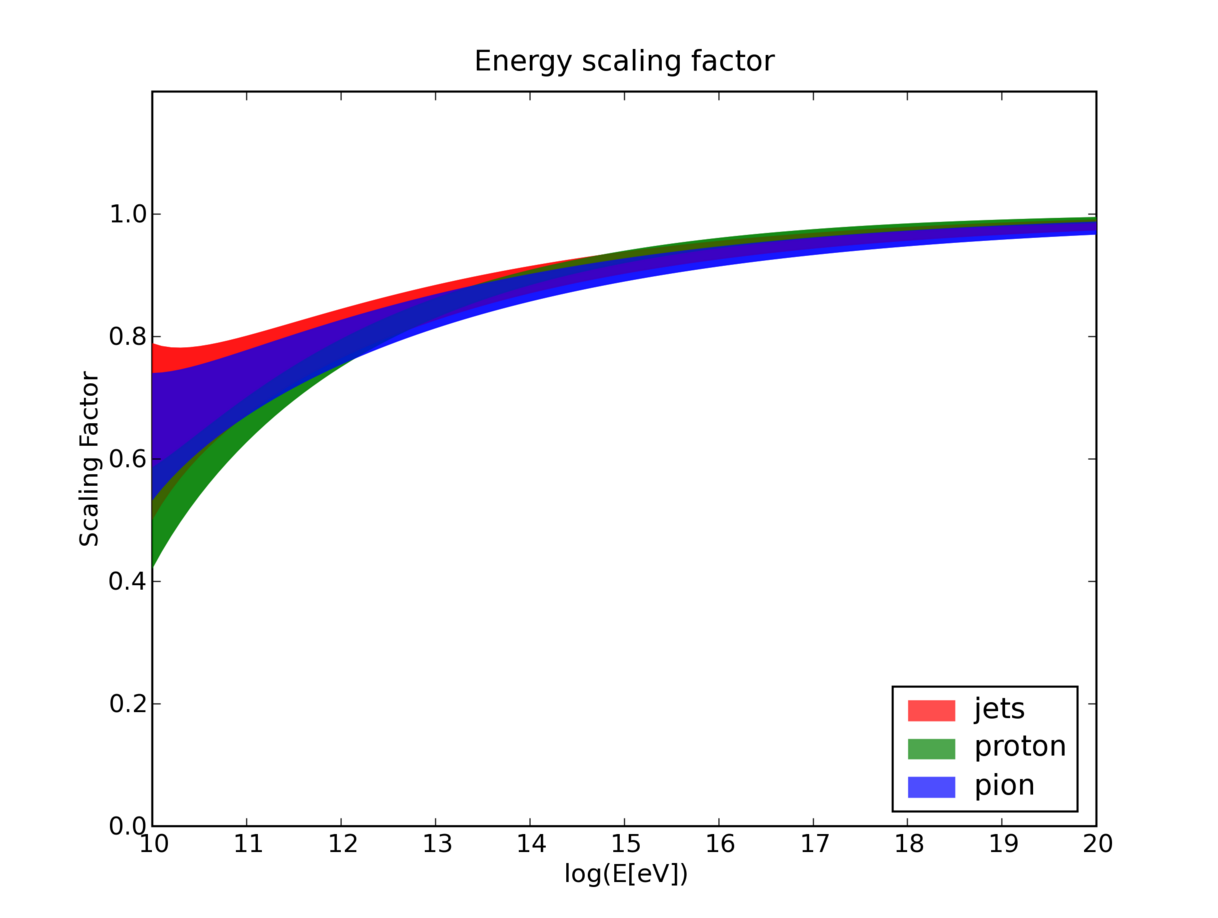 Energy scaling factor
Scaling Factor
1.0
0.8
0.6
0.4
0.2
0.0
10 11 12 13 14 15 16 17 18 19 20
log(E[eV])
jets
proton
pion